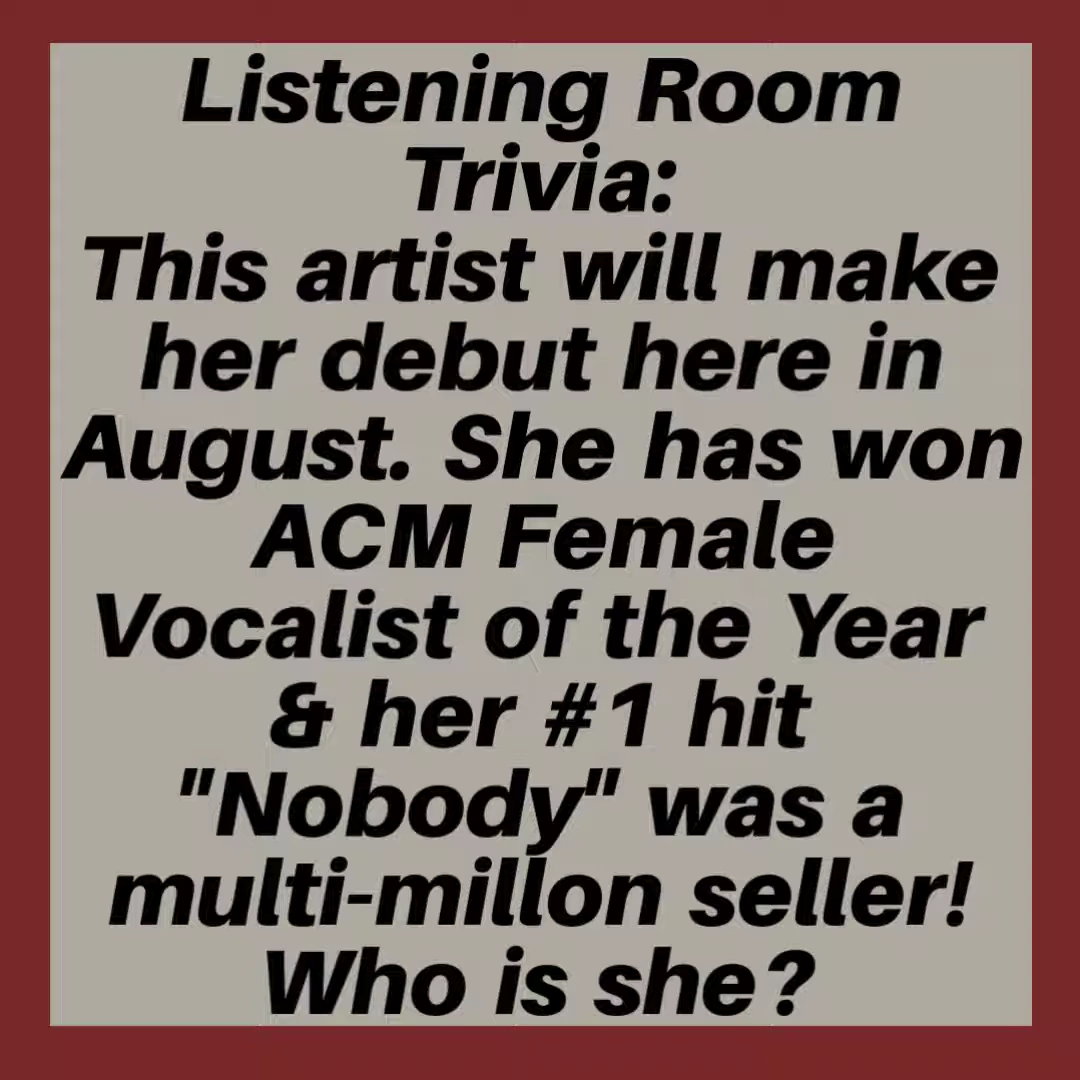 Listening Room
Trivia:
This artist will make
her debut here in
August. She has won
ACM Female
Vocalist of the Year
& her #1 hit
"Nobody" was a
multi-millon seller!
Who is she?